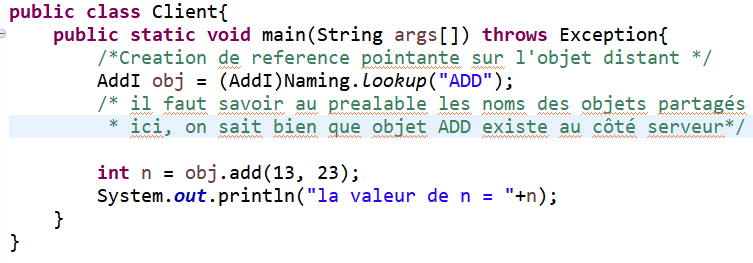 public class Client{
public static void main(String args[]) throws Exception{
/*Creation de reference pointante sur l'objet distant */
AddI obj = (AddI)Naming.lookup("ADD");
/* il faut savoir au prealable les noms des objets partagés
* ici, on sait bien que objet ADD existe au côté serveur*/
int n = obj.add(13, 23);
System.out.println("la valeur de n = "+n);
}
}